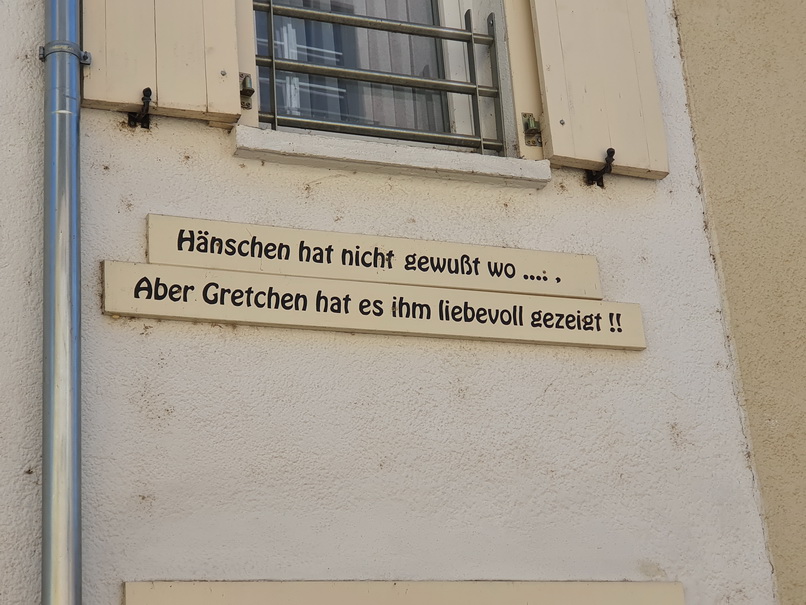 Hänschen hat nicht gewußt wo ...: ,
Aber Gretchen hat es ihm liebevoll gezeigt !!